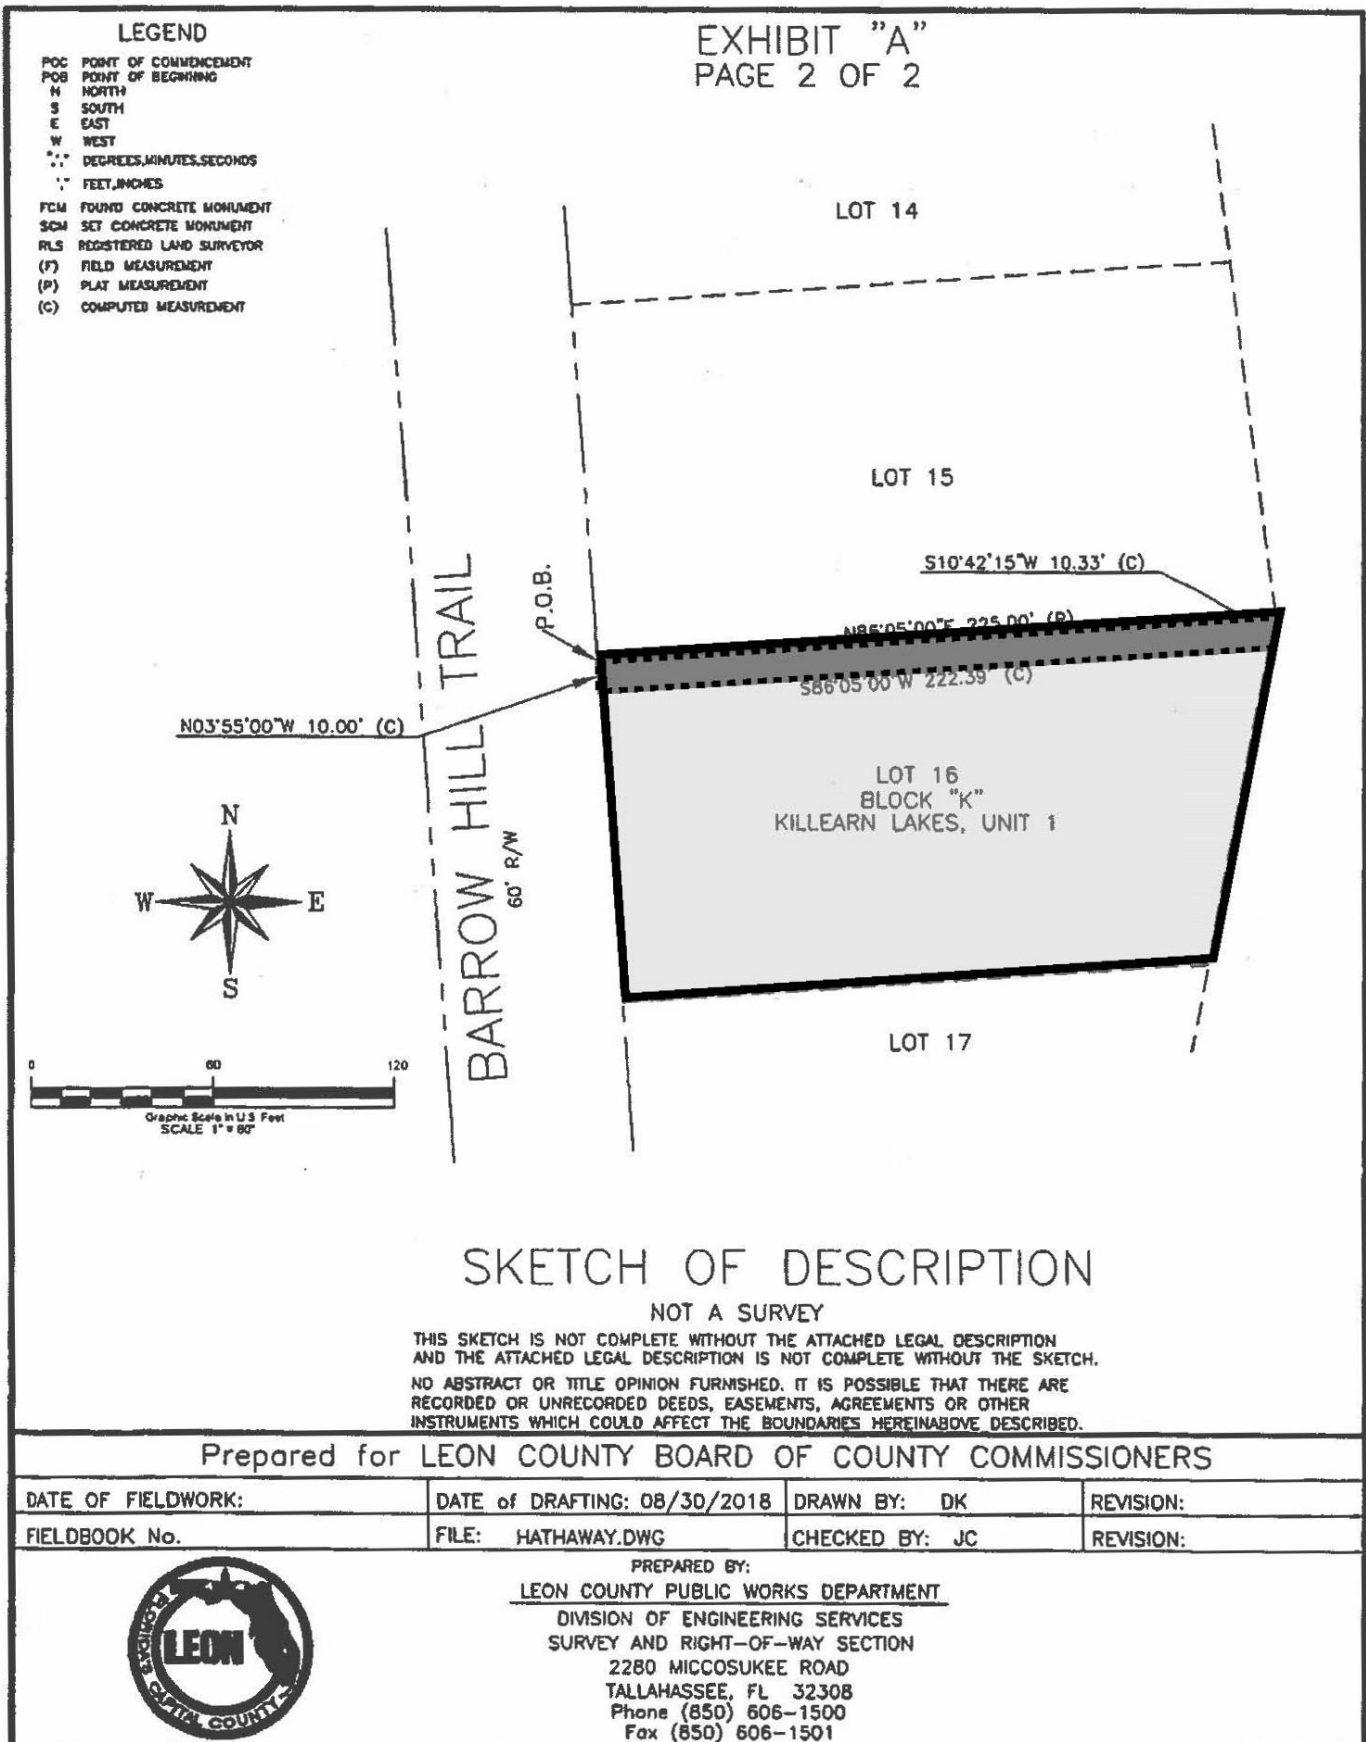 LEGEND
POC POINT OF COMMENCEMENT
POB POINT OF BEGINNING
N NORTH
S SOUTH
E EAST
W WEST
°'" DEGREES,MINUTES,SECONDS
'," FEET,INCHES
FCM FOUND CONCRETE MONUMENT
SCM SET CONCRETE MONUMENT
RLS REGISTERED LAND SURVEYOR
(F) FIELD MEASUREMENT
(P) PLAT MEASUREMENT
(C) COMPUTED MEASUREMENT
EXHIBIT "A"
PAGE 2 OF 2
LOT 14
LOT 15
S10°42'15"W 10.33' (C)
P.O.B.
N86°05'00"E 225.00' (P)
S86°05'00"W 222.39' (C)
N03°55'00"W 10.00' (C)
BARROW HILL TRAIL
60' R/W
LOT 16
BLOCK "K"
KILLEARN LAKES, UNIT 1
LOT 17
N
W E
S
0 60 120
Graphic Scale in U.S. Feet
SCALE 1" = 60'
SKETCH OF DESCRIPTION
NOT A SURVEY
THIS SKETCH IS NOT COMPLETE WITHOUT THE ATTACHED LEGAL DESCRIPTION
AND THE ATTACHED LEGAL DESCRIPTION IS NOT COMPLETE WITHOUT THE SKETCH.
NO ABSTRACT OR TITLE OPINION FURNISHED. IT IS POSSIBLE THAT THERE ARE
RECORDED OR UNRECORDED DEEDS, EASEMENTS, AGREEMENTS OR OTHER
INSTRUMENTS WHICH COULD AFFECT THE BOUNDARIES HEREINABOVE DESCRIBED.
Prepared for LEON COUNTY BOARD OF COUNTY COMMISSIONERS
DATE OF FIELDWORK: DATE of DRAFTING: 08/30/2018 DRAWN BY: DK REVISION:
FIELDBOOK No. FILE: HATHAWAY.DWG CHECKED BY: JC REVISION:
LEON
FLORIDA'S CAPITAL COUNTY
PREPARED BY:
LEON COUNTY PUBLIC WORKS DEPARTMENT
DIVISION OF ENGINEERING SERVICES
SURVEY AND RIGHT-OF-WAY SECTION
2280 MICCOSUKEE ROAD
TALLAHASSEE, FL 32308
Phone (850) 606-1500
Fax (850) 606-1501